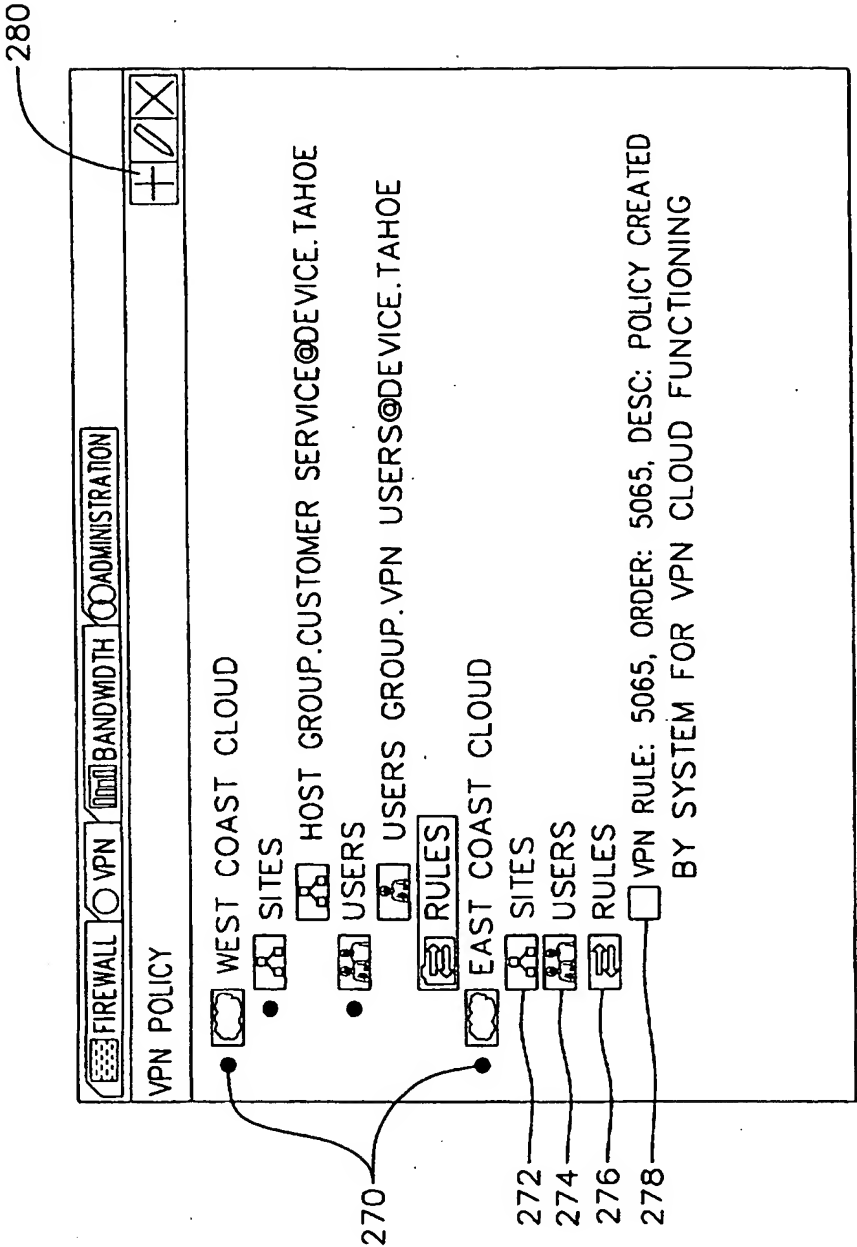 280
FIREWALL VPN BANDWIDTH ADMINISTRATION
VPN POLICY
WEST COAST CLOUD
SITES
HOST GROUP.CUSTOMER SERVICE@DEVICE.TAHOE
USERS
USERS GROUP.VPN USERS@DEVICE.TAHOE
RULES
270
EAST COAST CLOUD
272 SITES
274 USERS
276 RULES
278 VPN RULE: 5065, ORDER: 5065, DESC: POLICY CREATED
BY SYSTEM FOR VPN CLOUD FUNCTIONING